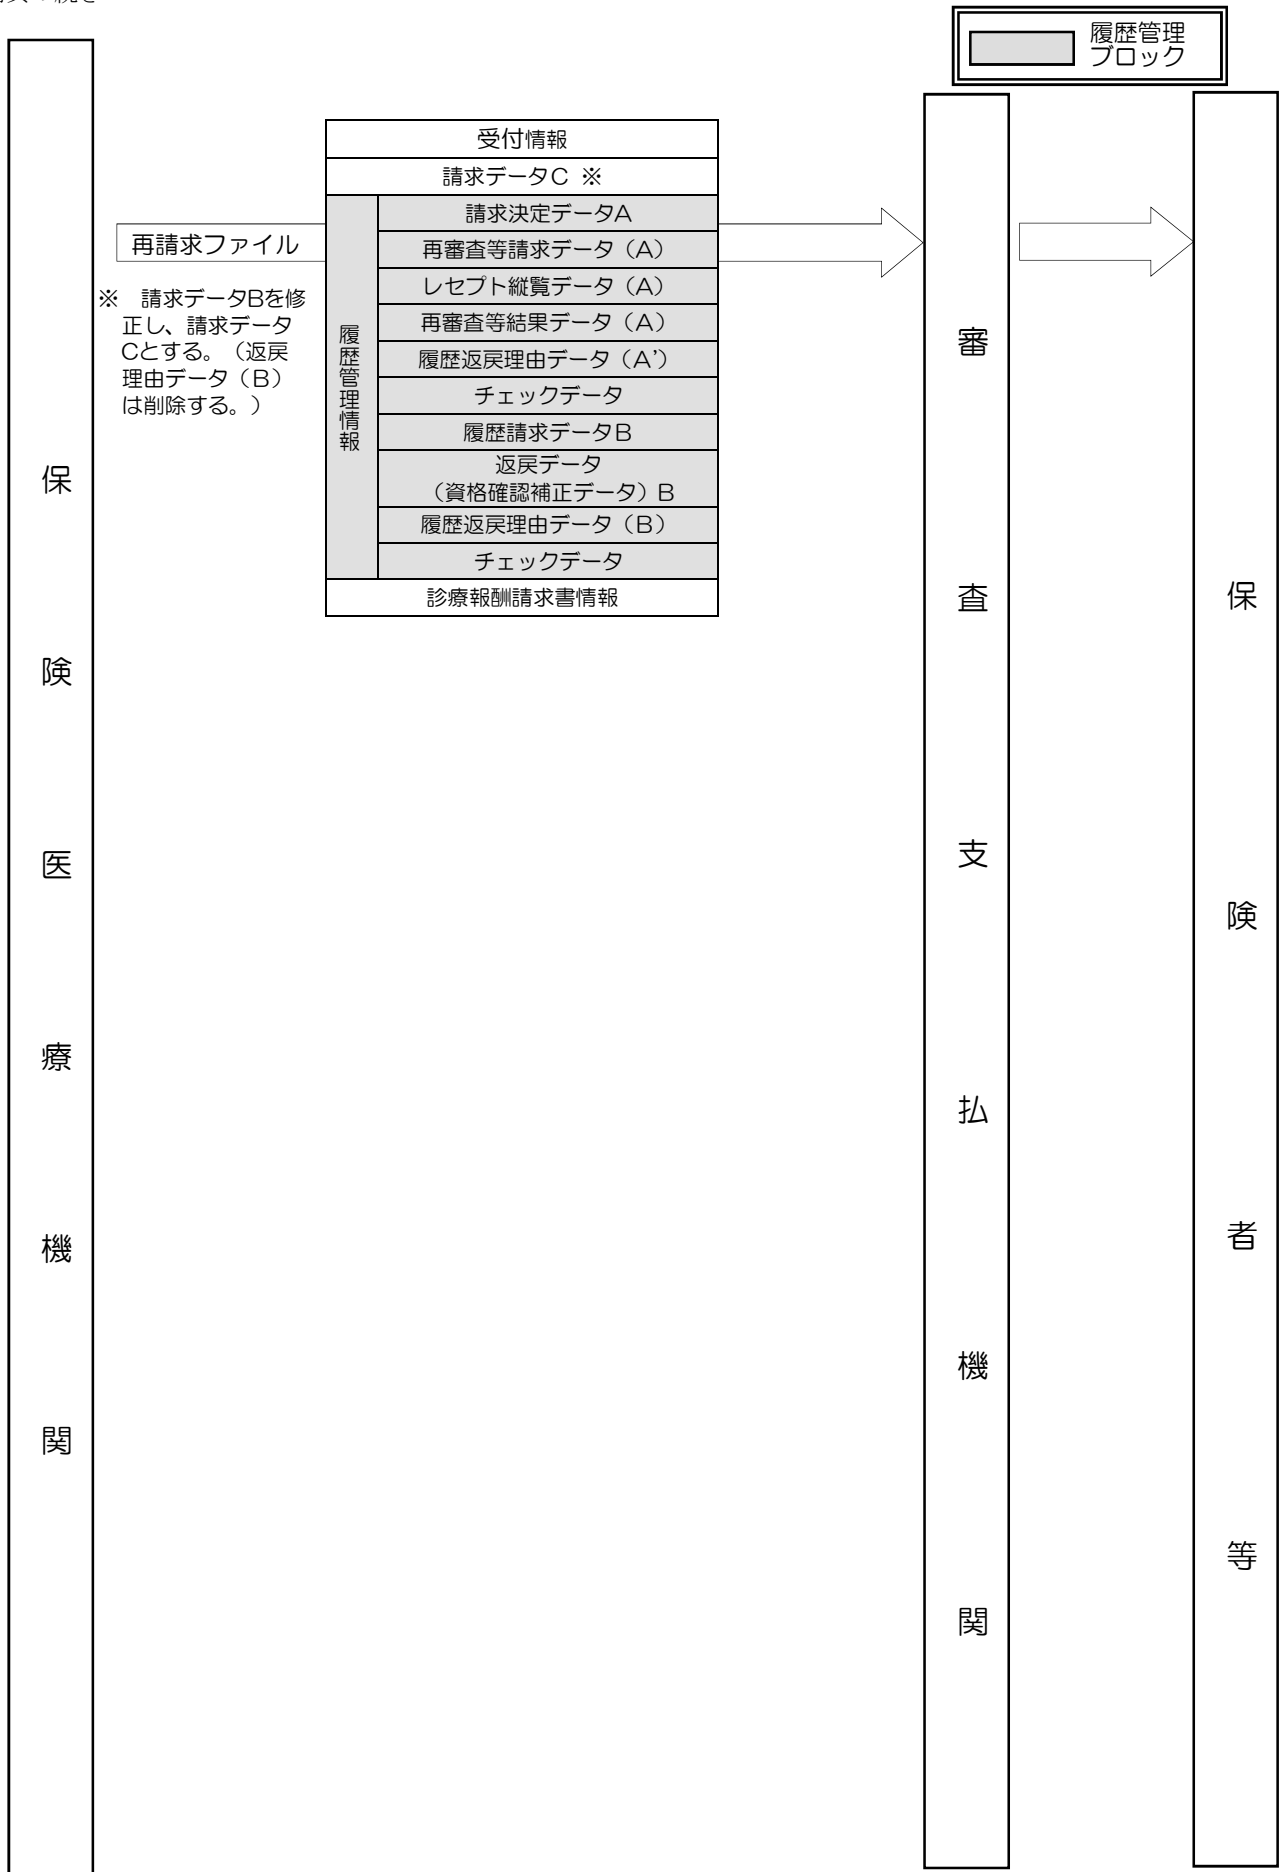 履歴管理
ブロック
受付情報
請求データC ※
請求決定データA
再請求ファイル
再審査等請求データ（A）
レセプト縦覧データ（A）
※ 請求データBを修
正し、請求データ
Cとする。（返戻
理由データ（B）
は削除する。）
再審査等結果データ（A）
履歴管理情報
履歴返戻理由データ（A'）
チェックデータ
履歴請求データB
返戻データ
（資格確認補正データ）B
履歴返戻理由データ（B）
チェックデータ
診療報酬請求書情報
保険医療機関
審査支払機関
保険者等